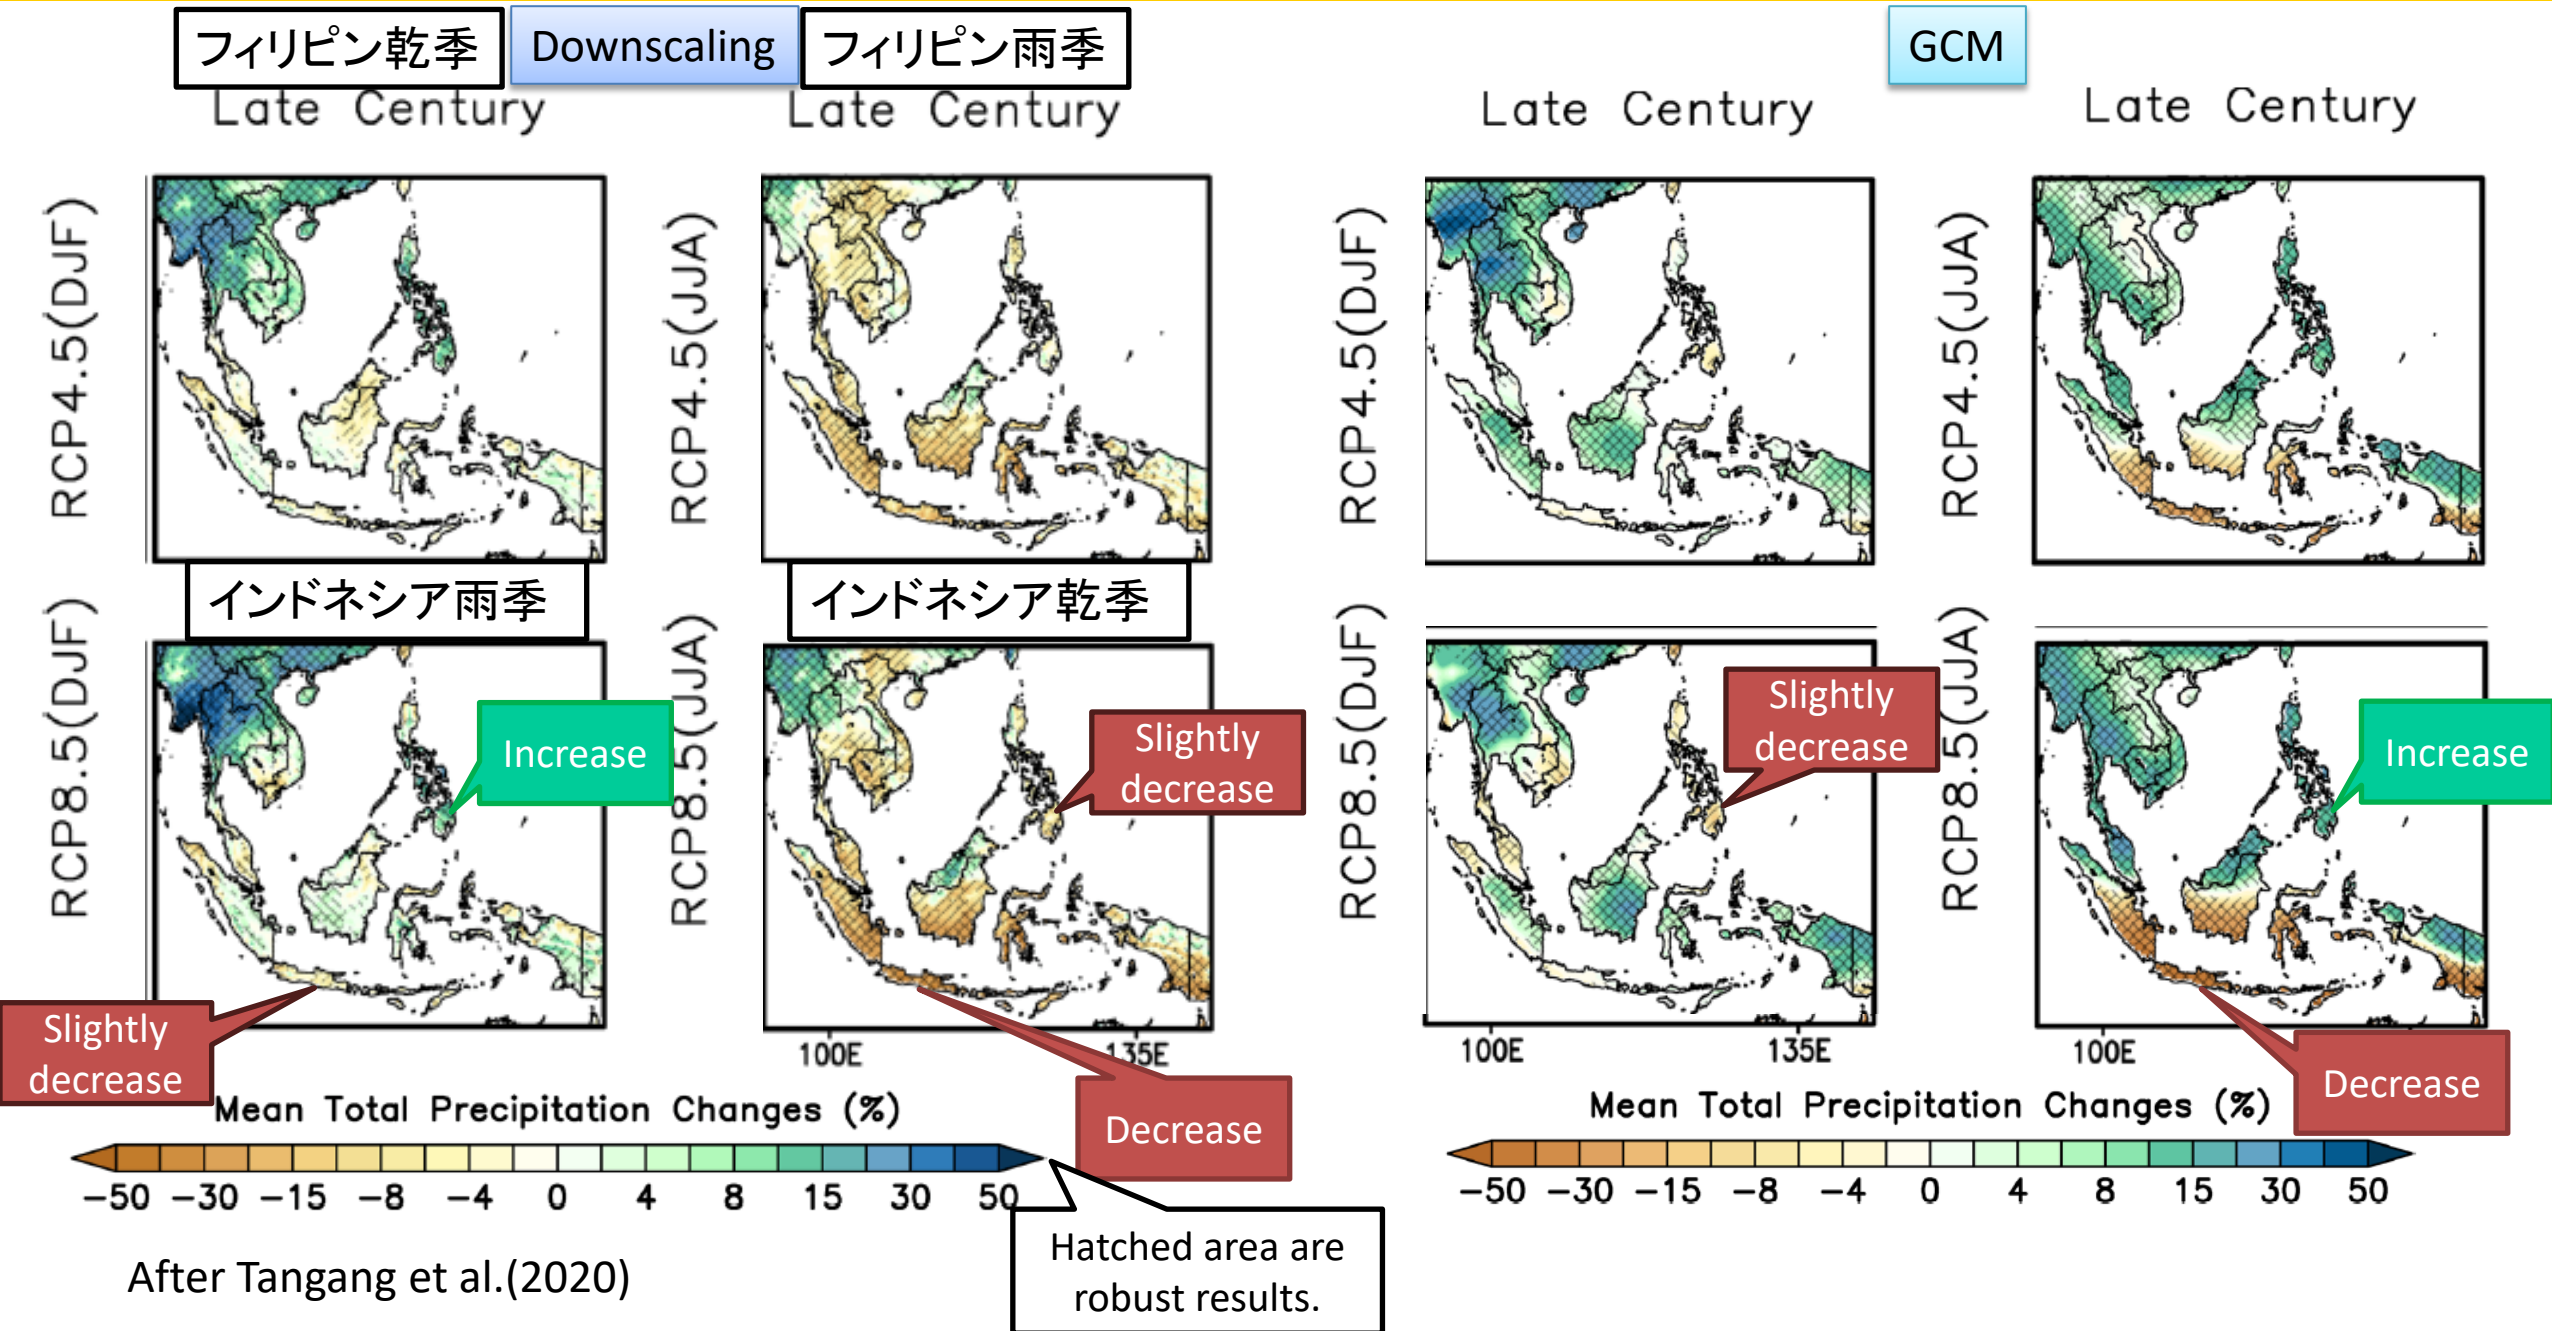 フィリピン乾季
Downscaling
フィリピン雨季
GCM
Late Century
Late Century
Late Century
Late Century
RCP4.5(DJF)
RCP4.5(JJA)
RCP4.5(DJF)
RCP4.5(JJA)
インドネシア雨季
インドネシア乾季
RCP8.5(DJF)
RCP8.5(JJA)
RCP8.5(DJF)
RCP8.5(JJA)
Increase
Slightly
decrease
Slightly
decrease
Increase
Slightly
decrease
100E
135E
100E
135E
100E
Decrease
Decrease
Mean Total Precipitation Changes (%)
Mean Total Precipitation Changes (%)
−50 −30 −15 −8 −4 0 4 8 15 30 50
−50 −30 −15 −8 −4 0 4 8 15 30 50
Hatched area are
robust results.
After Tangang et al.(2020)